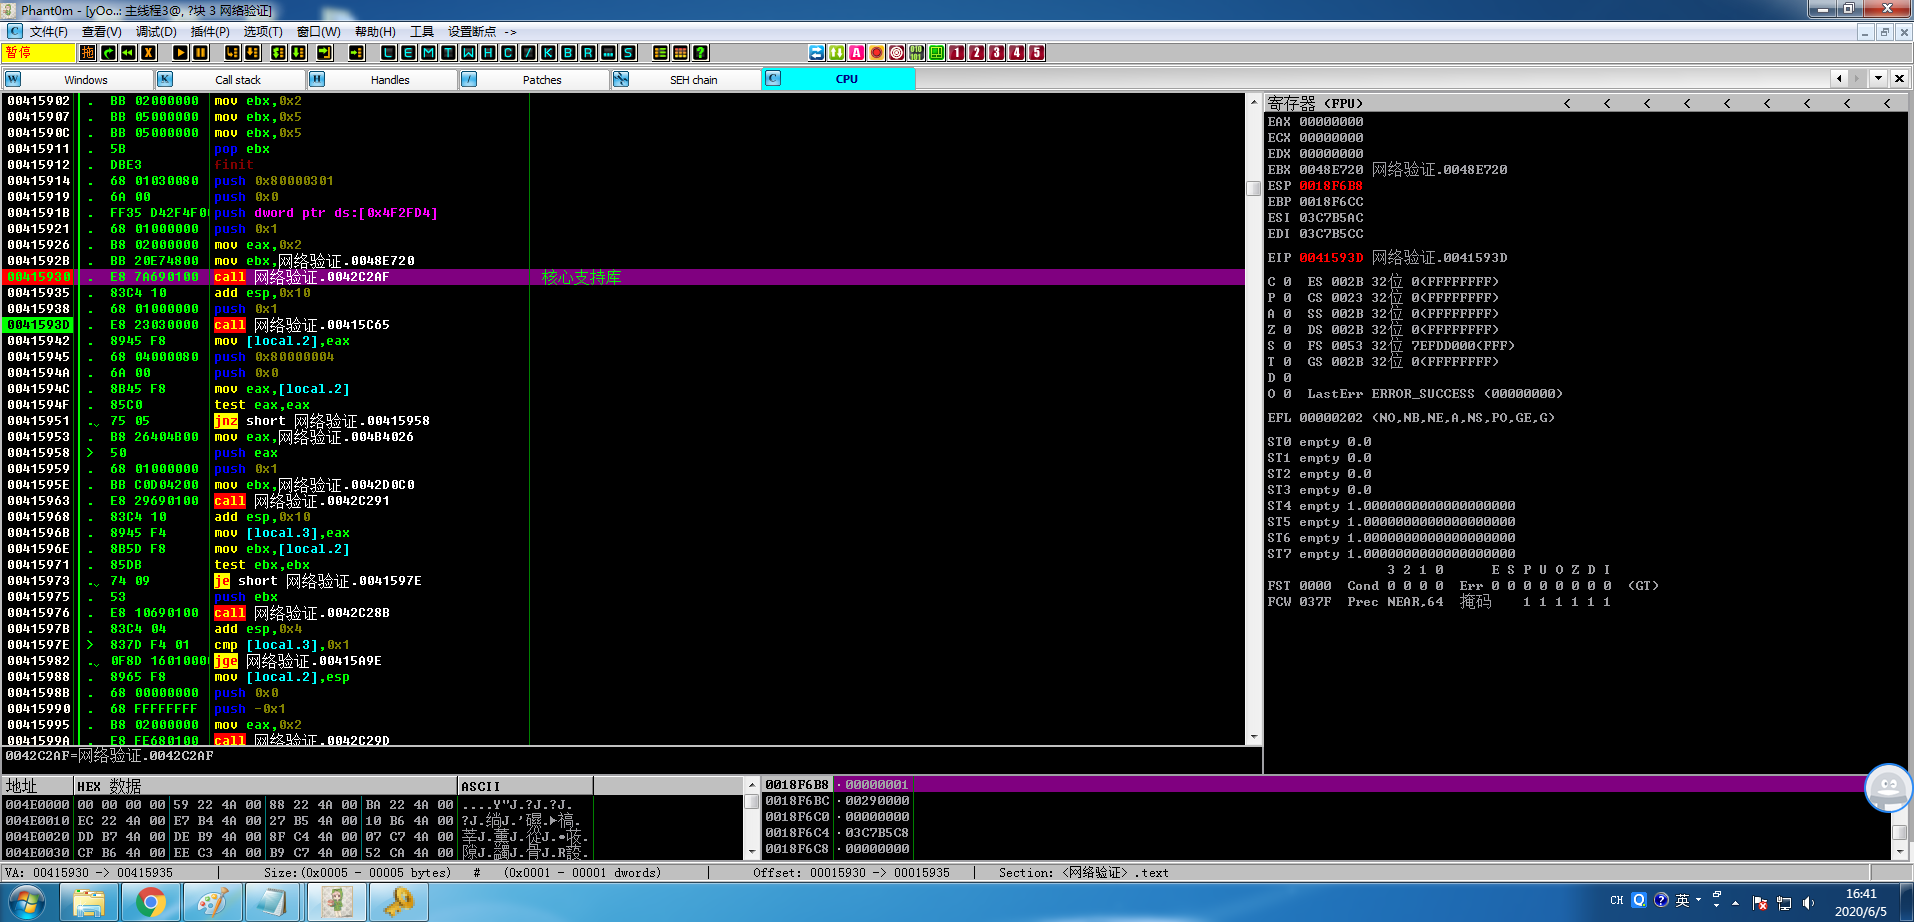 Phant0m - [yOo..: 主线程3@, ?块 3 网络验证]
文件(F) 查看(V) 调试(D) 插件(P) 选项(T) 窗口(W) 帮助(H) 工具 设置断点 ->
暂停
L E M T W H C / K B R ... S ?
A 1 2 3 4 5
W Windows K Call stack H Handles / Patches SEH chain C CPU
00415902 . BB 02000000 mov ebx,0x2
00415907 . BB 05000000 mov ebx,0x5
0041590C . BB 05000000 mov ebx,0x5
00415911 . 5B pop ebx
00415912 . DBE3 finit
00415914 . 68 01030080 push 0x80000301
00415919 . 6A 00 push 0x0
0041591B . FF35 D42F4F0 push dword ptr ds:[0x4F2FD4]
00415921 . 68 01000000 push 0x1
00415926 . B8 02000000 mov eax,0x2
0041592B . BB 20E74800 mov ebx,网络验证.0048E720
00415930 . E8 7A690100 call 网络验证.0042C2AF 核心支持库
00415935 . 83C4 10 add esp,0x10
00415938 . 68 01000000 push 0x1
0041593D . E8 23030000 call 网络验证.00415C65
00415942 . 8945 F8 mov [local.2],eax
00415945 . 68 04000080 push 0x80000004
0041594A . 6A 00 push 0x0
0041594C . 8B45 F8 mov eax,[local.2]
0041594F . 85C0 test eax,eax
00415951 . 75 05 jnz short 网络验证.00415958
00415953 . B8 26404B00 mov eax,网络验证.004B4026
00415958 > 50 push eax
00415959 . 68 01000000 push 0x1
0041595E . BB C0D04200 mov ebx,网络验证.0042D0C0
00415963 . E8 29690100 call 网络验证.0042C291
00415968 . 83C4 10 add esp,0x10
0041596B . 8945 F4 mov [local.3],eax
0041596E . 8B5D F8 mov ebx,[local.2]
00415971 . 85DB test ebx,ebx
00415973 . 74 09 je short 网络验证.0041597E
00415975 . 53 push ebx
00415976 . E8 10690100 call 网络验证.0042C28B
0041597B . 83C4 04 add esp,0x4
0041597E > 837D F4 01 cmp [local.3],0x1
00415982 . 0F8D 1601000 jge 网络验证.00415A9E
00415988 . 8965 F8 mov [local.2],esp
0041598B . 68 00000000 push 0x0
00415990 . 68 FFFFFFFF push -0x1
00415995 . B8 02000000 mov eax,0x2
0041599A . E8 FE680100 call 网络验证.0042C29D
0042C2AF=网络验证.0042C2AF
寄存器 (FPU) < < < < < < < < <
EAX 00000000
ECX 00000000
EDX 00000000
EBX 0048E720 网络验证.0048E720
ESP 0018F6B8
EBP 0018F6CC
ESI 03C7B5AC
EDI 03C7B5CC
EIP 0041593D 网络验证.0041593D
C 0 ES 002B 32位 0(FFFFFFFF)
P 0 CS 0023 32位 0(FFFFFFFF)
A 0 SS 002B 32位 0(FFFFFFFF)
Z 0 DS 002B 32位 0(FFFFFFFF)
S 0 FS 0053 32位 7EFDD000(FFF)
T 0 GS 002B 32位 0(FFFFFFFF)
D 0
O 0 LastErr ERROR_SUCCESS (00000000)
EFL 00000202 (NO,NB,NE,A,NS,PO,GE,G)
ST0 empty 0.0
ST1 empty 0.0
ST2 empty 0.0
ST3 empty 0.0
ST4 empty 1.0000000000000000000
ST5 empty 1.0000000000000000000
ST6 empty 1.0000000000000000000
ST7 empty 1.0000000000000000000
3 2 1 0 E S P U O Z D I
FST 0000 Cond 0 0 0 0 Err 0 0 0 0 0 0 0 0 (GT)
FCW 037F Prec NEAR,64 掩码 1 1 1 1 1 1
地址 HEX 数据 ASCII
004E0000 00 00 00 00 59 22 4A 00 88 22 4A 00 BA 22 4A 00 ....Y"J.?J.?J.
004E0010 EC 22 4A 00 E7 B4 4A 00 27 B5 4A 00 10 B6 4A 00
004E0020 DD B7 4A 00 DE B9 4A 00 8F C4 4A 00 07 C7 4A 00
004E0030 CF B6 4A 00 EE C3 4A 00 B9 C7 4A 00 52 CA 4A 00
0018F6B8 00000001
0018F6BC 00290000
0018F6C0 00000000
0018F6C4 03C7B5C8
0018F6C8 00000000
VA: 00415930 -> 00415935 Size:(0x0005 - 00005 bytes) # (0x0001 - 00001 dwords) Offset: 00015930 -> 00015935 Section: <网络验证> .text
CH 英 16:41
2020/6/5